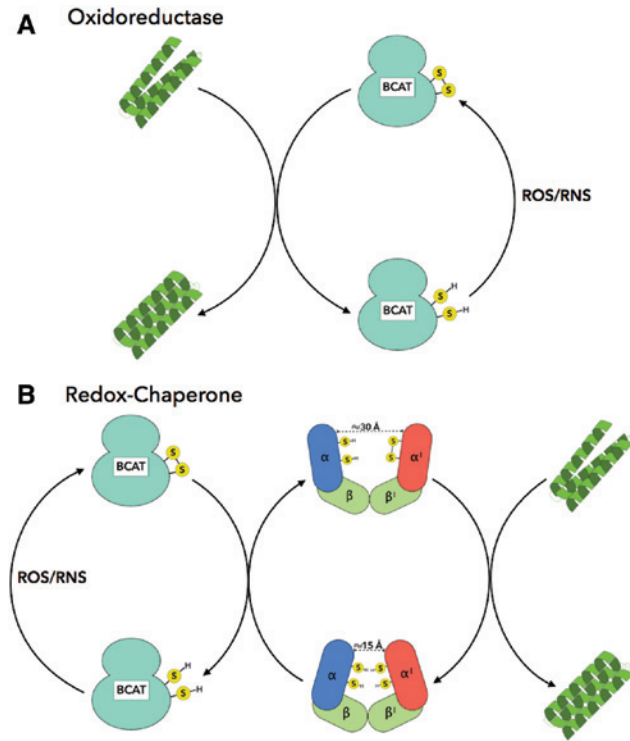 A Oxidoreductase
S
BCAT
S
ROS/RNS
H
S
BCAT
S H
B Redox-Chaperone
≈30 Å
S
BCAT
S
α
S H
S H
S
S
α|
β β|
ROS/RNS
H
S
BCAT
S H
≈15 Å
α
S H H S
S H H S
α|
β β|